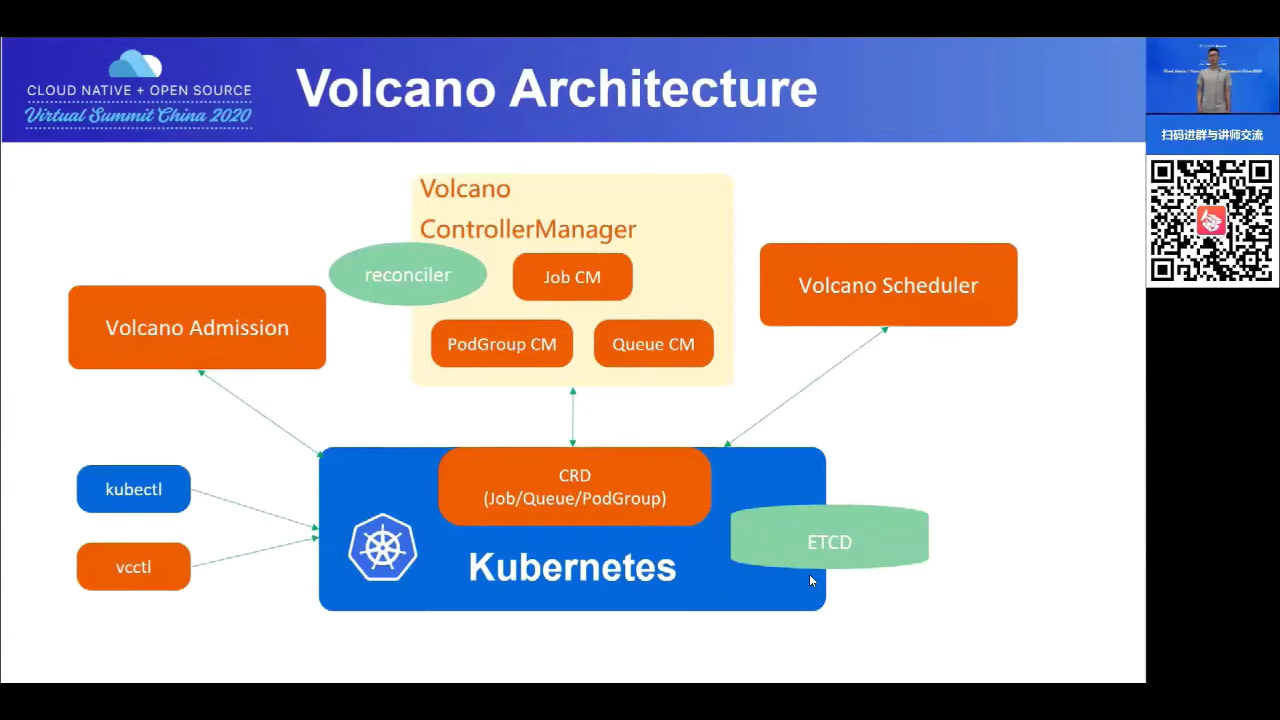 CLOUD NATIVE + OPEN SOURCE
Virtual Summit China 2020
Volcano Architecture
扫码进群与讲师交流
Volcano
ControllerManager
reconciler
Job CM
Volcano Scheduler
Volcano Admission
PodGroup CM
Queue CM
CRD
(Job/Queue/PodGroup)
kubectl
ETCD
vcctl
Kubernetes